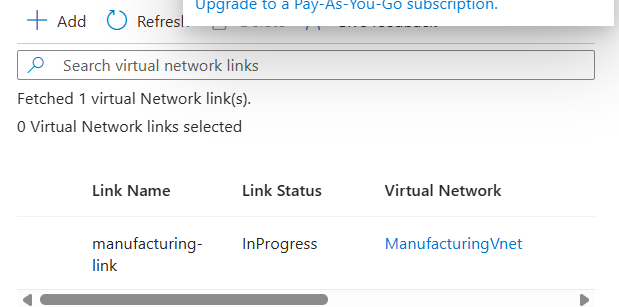 Upgrade to a Pay-As-You-Go subscription.
Add Refresh
Search virtual network links
Fetched 1 virtual Network link(s).
0 Virtual Network links selected
Link Name Link Status Virtual Network
manufacturing- InProgress ManufacturingVnet
link